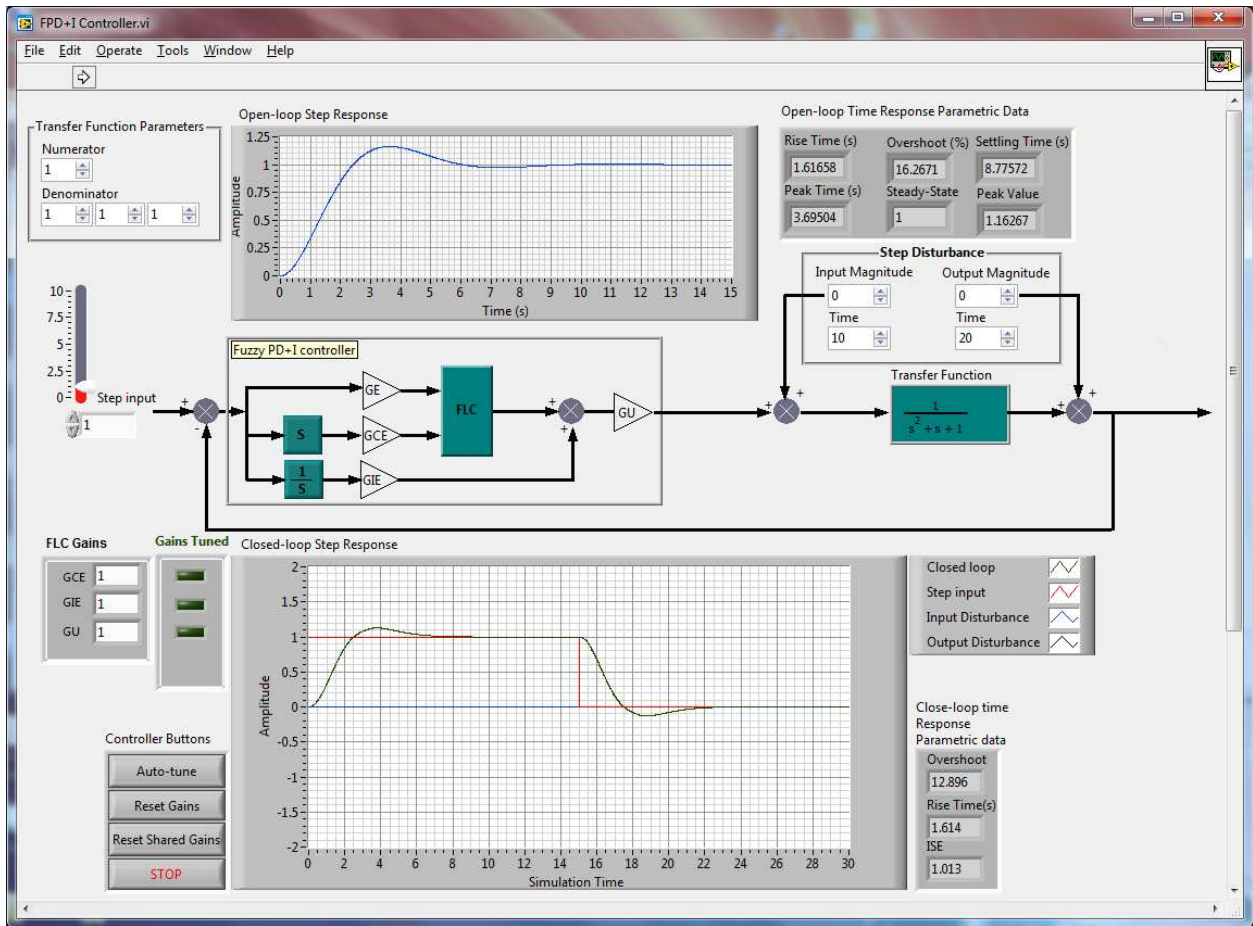 FPD+I Controller.vi
File Edit Operate Tools Window Help
Transfer Function Parameters
Numerator
1
Denominator
1 1 1
Open-loop Step Response
1.25
1
0.75
0.5
0.25
0
Amplitude
0 1 2 3 4 5 6 7 8 9 10 11 12 13 14 15
Time (s)
Open-loop Time Response Parametric Data
Rise Time (s) Overshoot (%) Settling Time (s)
1.61658 16.2671 8.77572
Peak Time (s) Steady-State Peak Value
3.69504 1 1.16267
Step Disturbance
Input Magnitude Output Magnitude
0 0
Time Time
10 20
10
7.5
5
2.5
0
Step input
1
+
-
Fuzzy PD+I controller
GE
S
GCE
1
S
GIE
FLC
+
+
GU
+
+
Transfer Function
1
s2+s+1
+
+
FLC Gains
GCE 1
GIE 1
GU 1
Gains Tuned
Closed-loop Step Response
2
1.5
1
0.5
0
-0.5
-1
-1.5
-2
Amplitude
0 2 4 6 8 10 12 14 16 18 20 22 24 26 28 30
Simulation Time
Closed loop
Step input
Input Disturbance
Output Disturbance
Controller Buttons
Auto-tune
Reset Gains
Reset Shared Gains
STOP
Close-loop time
Response
Parametric data
Overshoot
12.896
Rise Time(s)
1.614
ISE
1.013